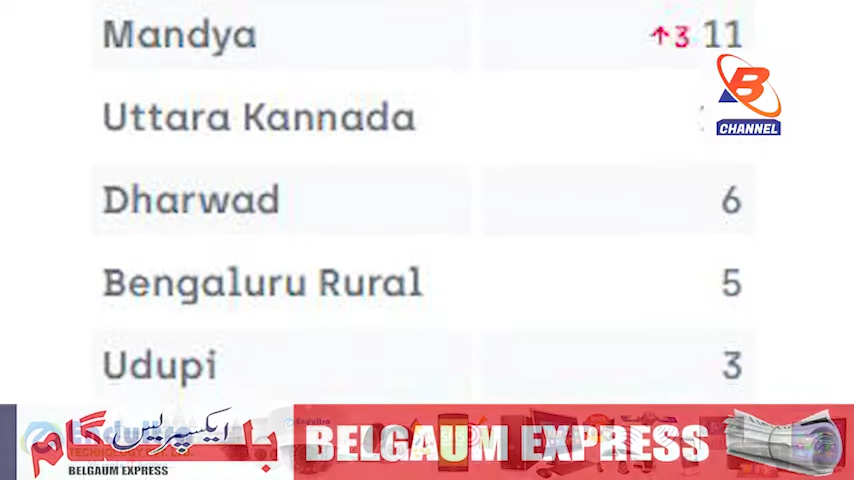 Mandya ↑3 11
B
CHANNEL
Uttara Kannada
Dharwad 6
Bengaluru Rural 5
Udupi 3
بلگام ایکسپریس
BELGAUM EXPRESS
BELGAUM EXPRESS